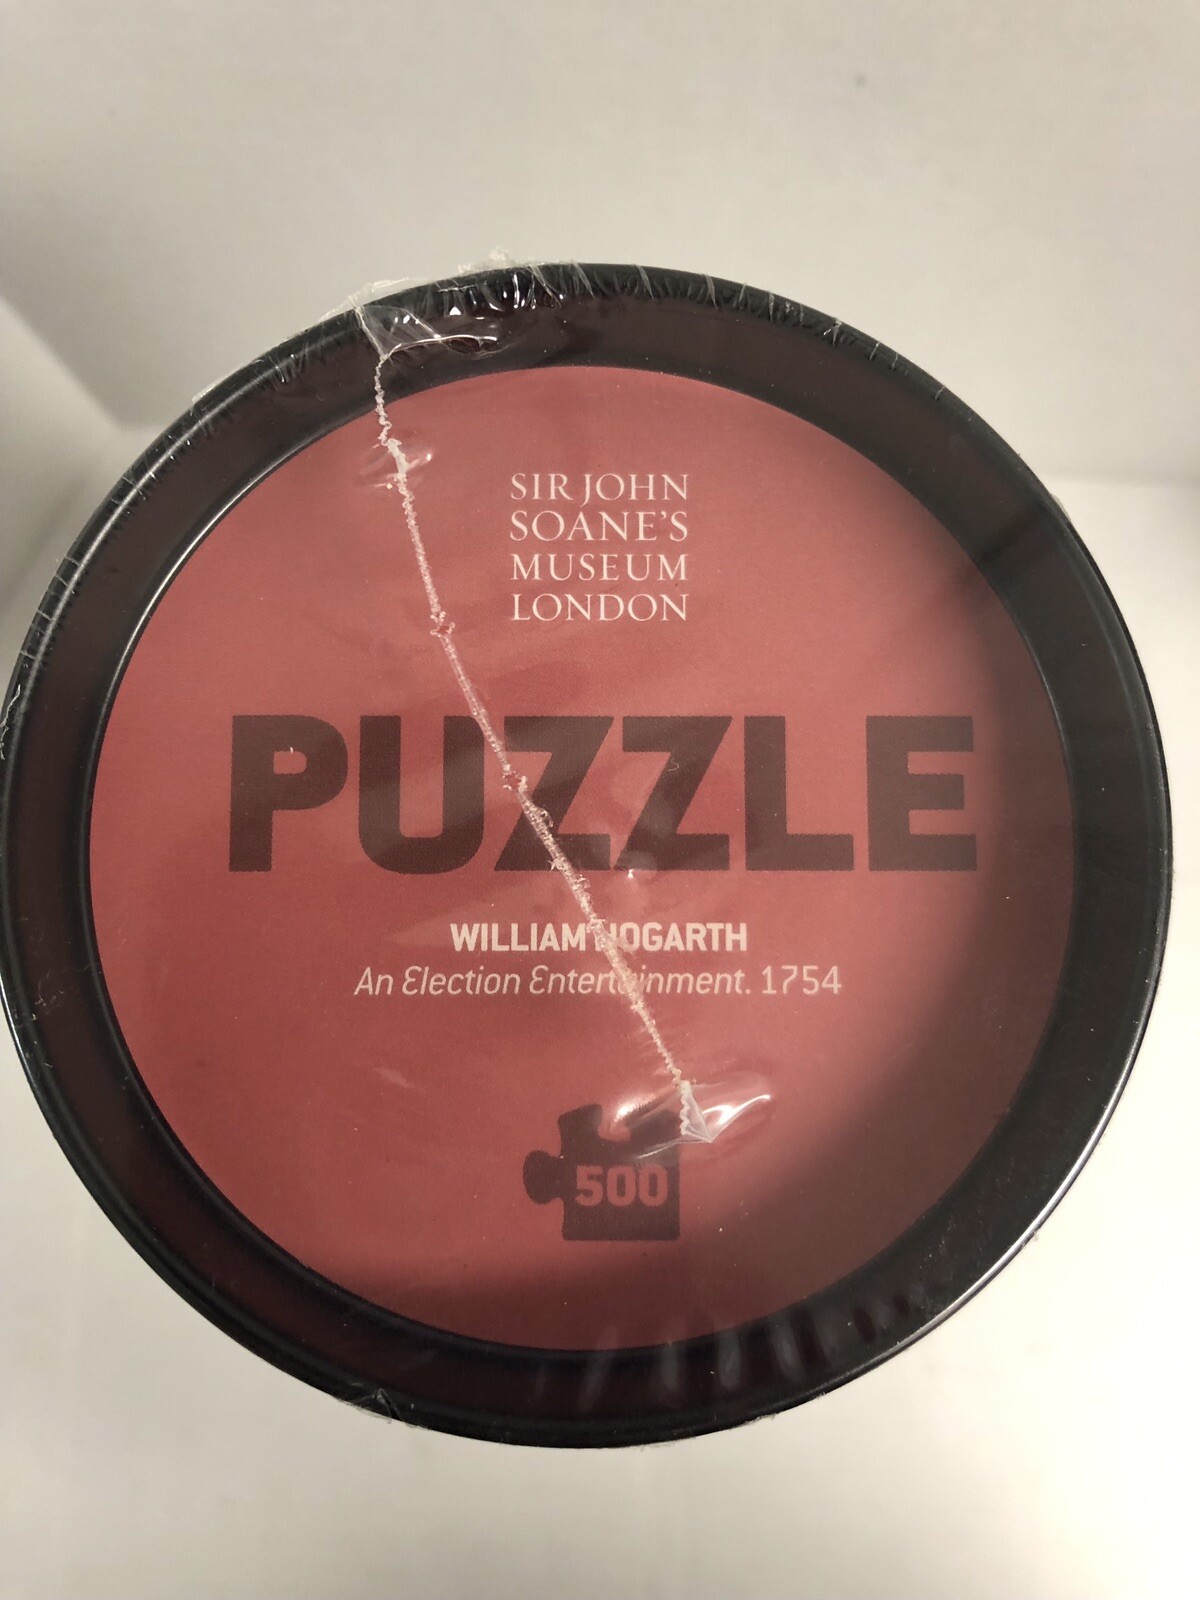 SIR JOHN
SOANE'S
MUSEUM
LONDON
PUZZLE
WILLIAM HOGARTH
An Election Entertainment. 1754
500